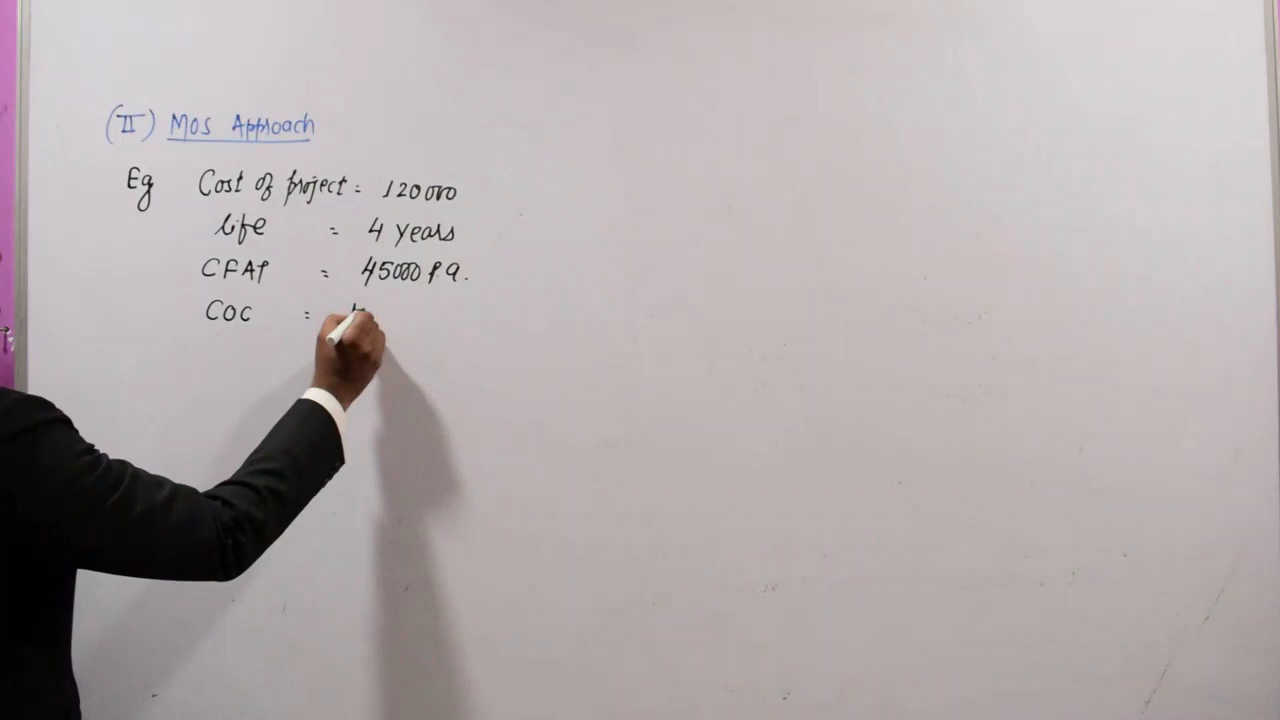 (II) MOS Approach
Eg Cost of project = 120000
life = 4 years
CFAT = 45000 P.a.
COC =